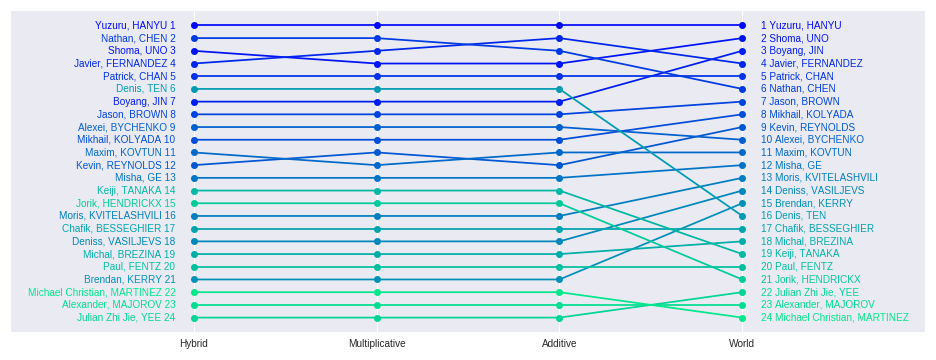 Yuzuru, HANYU 1
Nathan, CHEN 2
Shoma, UNO 3
Javier, FERNANDEZ 4
Patrick, CHAN 5
Denis, TEN 6
Boyang, JIN 7
Jason, BROWN 8
Alexei, BYCHENKO 9
Mikhail, KOLYADA 10
Maxim, KOVTUN 11
Kevin, REYNOLDS 12
Misha, GE 13
Keiji, TANAKA 14
Jorik, HENDRICKX 15
Moris, KVITELASHVILI 16
Chafik, BESSEGHIER 17
Deniss, VASILJEVS 18
Michal, BREZINA 19
Paul, FENTZ 20
Brendan, KERRY 21
Michael Christian, MARTINEZ 22
Alexander, MAJOROV 23
Julian Zhi Jie, YEE 24
1 Yuzuru, HANYU
2 Shoma, UNO
3 Boyang, JIN
4 Javier, FERNANDEZ
5 Patrick, CHAN
6 Nathan, CHEN
7 Jason, BROWN
8 Mikhail, KOLYADA
9 Kevin, REYNOLDS
10 Alexei, BYCHENKO
11 Maxim, KOVTUN
12 Misha, GE
13 Moris, KVITELASHVILI
14 Deniss, VASILJEVS
15 Brendan, KERRY
16 Denis, TEN
17 Chafik, BESSEGHIER
18 Michal, BREZINA
19 Keiji, TANAKA
20 Paul, FENTZ
21 Jorik, HENDRICKX
22 Julian Zhi Jie, YEE
23 Alexander, MAJOROV
24 Michael Christian, MARTINEZ
Hybrid
Multiplicative
Additive
World